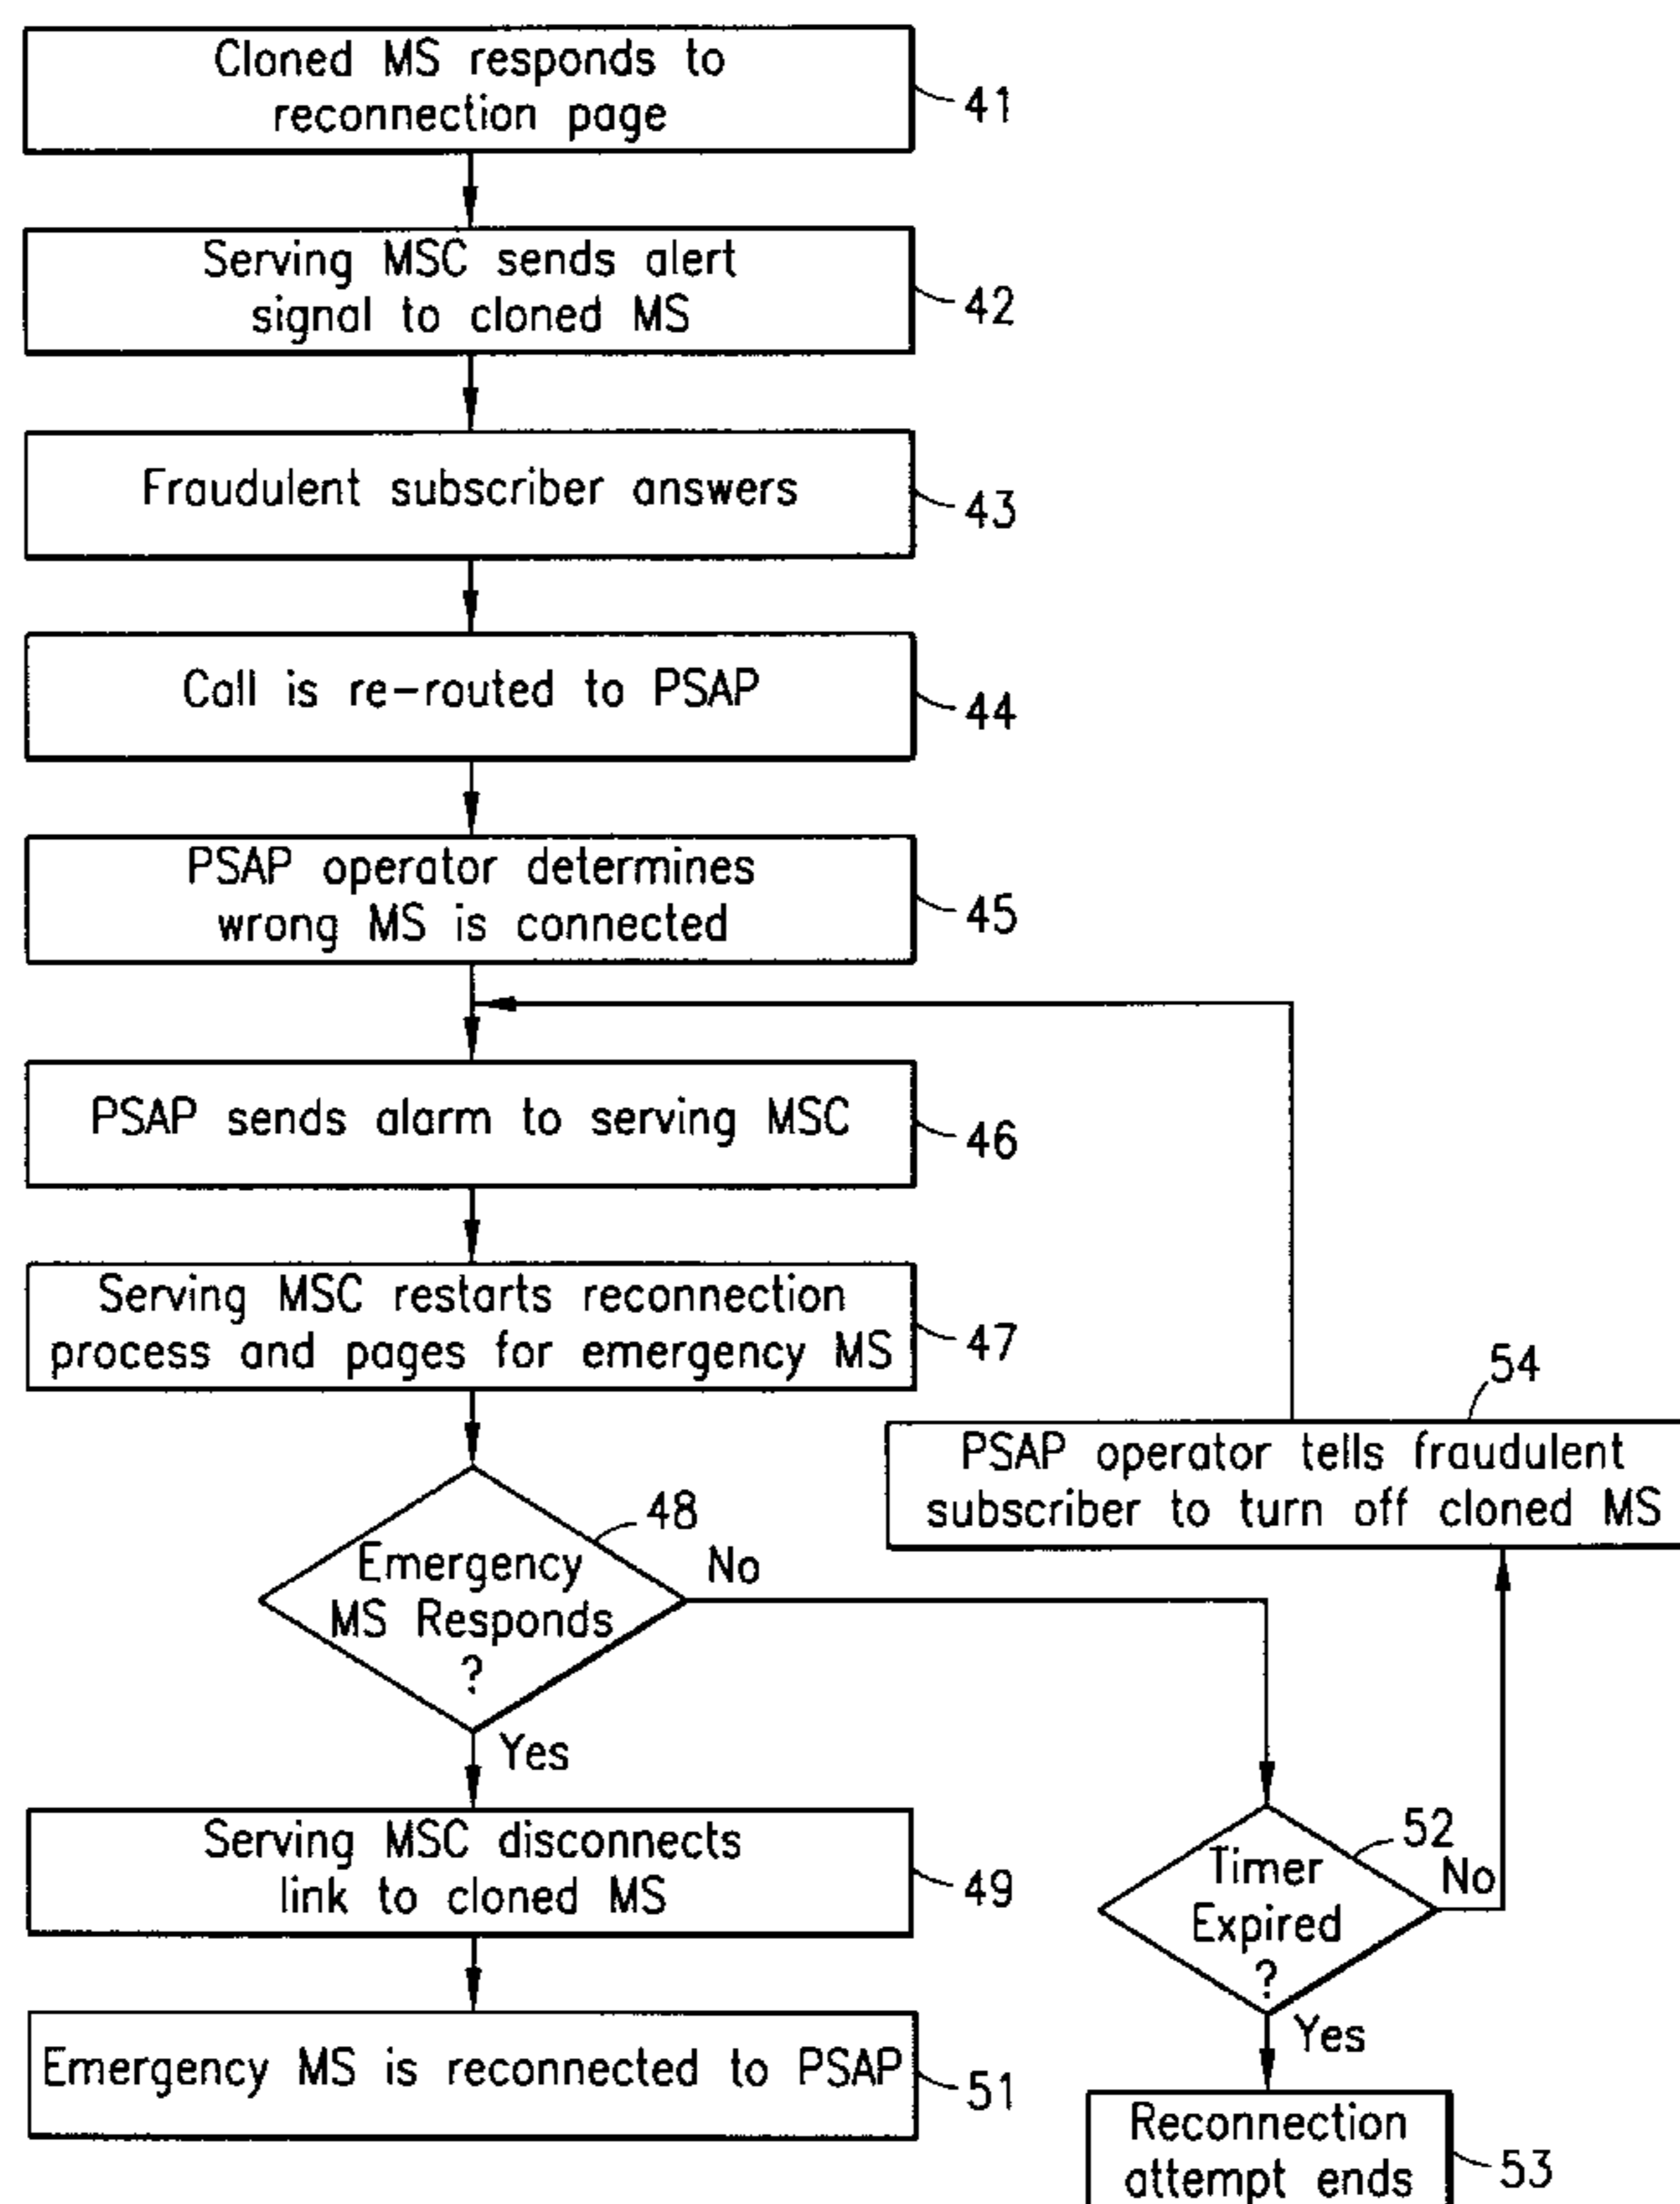 Cloned MS responds to
reconnection page
41
Serving MSC sends alert
signal to cloned MS
42
Fraudulent subscriber answers
43
Call is re-routed to PSAP
44
PSAP operator determines
wrong MS is connected
45
PSAP sends alarm to serving MSC
46
Serving MSC restarts reconnection
process and pages for emergency MS
47
54
PSAP operator tells fraudulent
subscriber to turn off cloned MS
48
Emergency
MS Responds
?
No
Yes
Serving MSC disconnects
link to cloned MS
49
52
Timer
Expired
?
No
Yes
Emergency MS is reconnected to PSAP
51
Reconnection
attempt ends
53